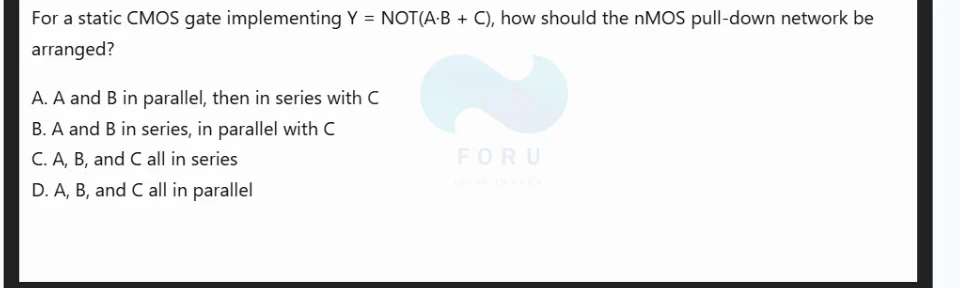 For a static CMOS gate implementing Y = NOT(A·B + C), how should the nMOS pull-down network be
arranged?
A. A and B in parallel, then in series with C
B. A and B in series, in parallel with C
C. A, B, and C all in series
D. A, B, and C all in parallel
FORU